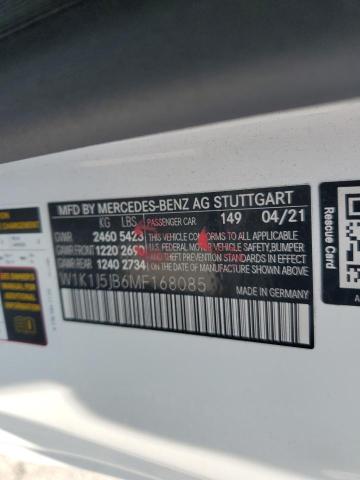 MFD BY MERCEDES-BENZ AG STUTTGART
KG LBS PASSENGER CAR 149 04/21
GVWR 2460 5423 THIS VEHICLE CONFORMS TO ALL APPLICABLE
GAWR FRONT 1220 2690 U.S. FEDERAL MOTOR VEHICLE SAFETY, BUMPER
GAWR REAR 1240 2734 AND THEFT PREVENTION STANDARDS IN EFFECT
ON THE DATE OF MANUFACTURE SHOWN ABOVE.
W1K1J5JB6MF168085 MADE IN GERMANY
Rescue Card